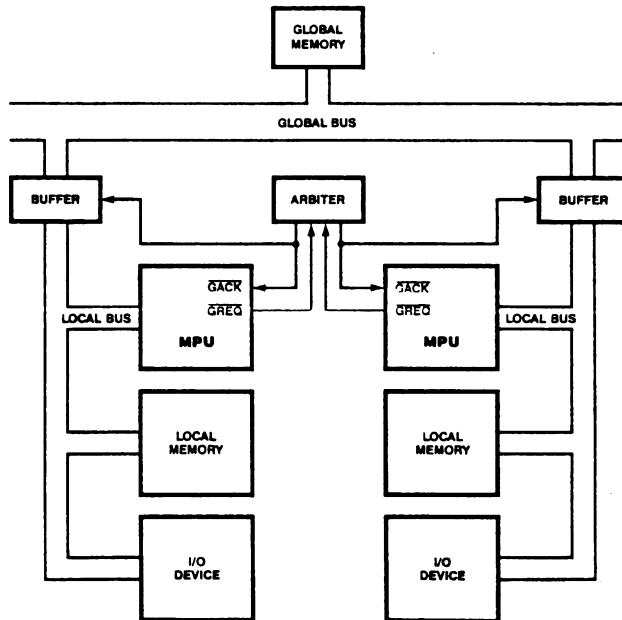 GLOBAL
MEMORY
GLOBAL BUS
BUFFER
ARBITER
BUFFER
GACK
GREQ
MPU
GACK
GREQ
MPU
LOCAL BUS
LOCAL BUS
LOCAL
MEMORY
LOCAL
MEMORY
I/O
DEVICE
I/O
DEVICE